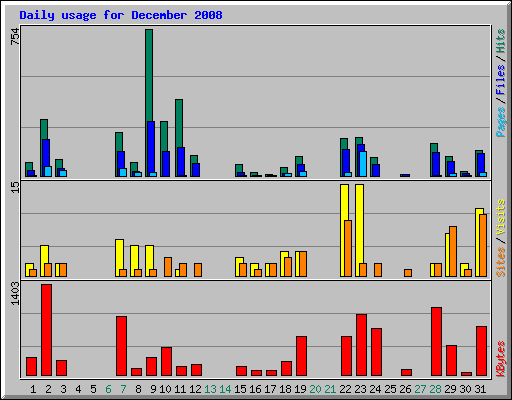 Daily usage for December 2008
754
Pages / Files / Hits
15
Sites / Visits
1403
KBytes
1 2 3 4 5 6 7 8 9 10 11 12 13 14 15 16 17 18 19 20 21 22 23 24 25 26 27 28 29 30 31